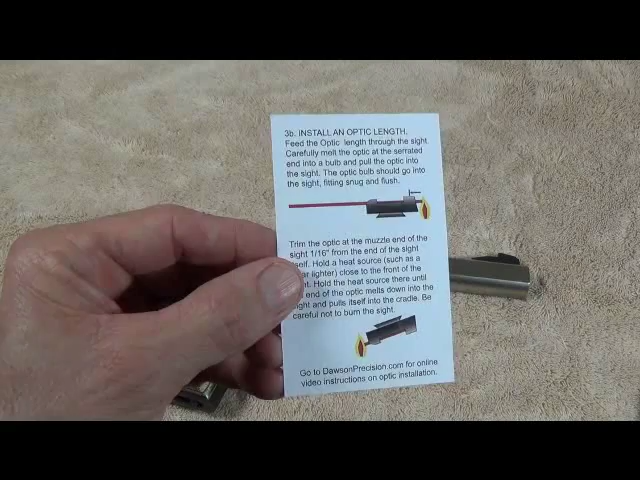 3b. INSTALL AN OPTIC LENGTH.
Feed the Optic length through the sight.
Carefully melt the optic at the serrated
end into a bulb and pull the optic into
the sight. The optic bulb should go into
the sight, fitting snug and flush.
Trim the optic at the muzzle end of the
sight 1/16" from the end of the sight
Hold a heat source (such as a
lighter) close to the front of the
Hold the heat source there until
end of the optic melts down into the
and pulls itself into the cradle. Be
careful not to burn the sight.
Go to DawsonPrecision.com for online
video instructions on optic installation.